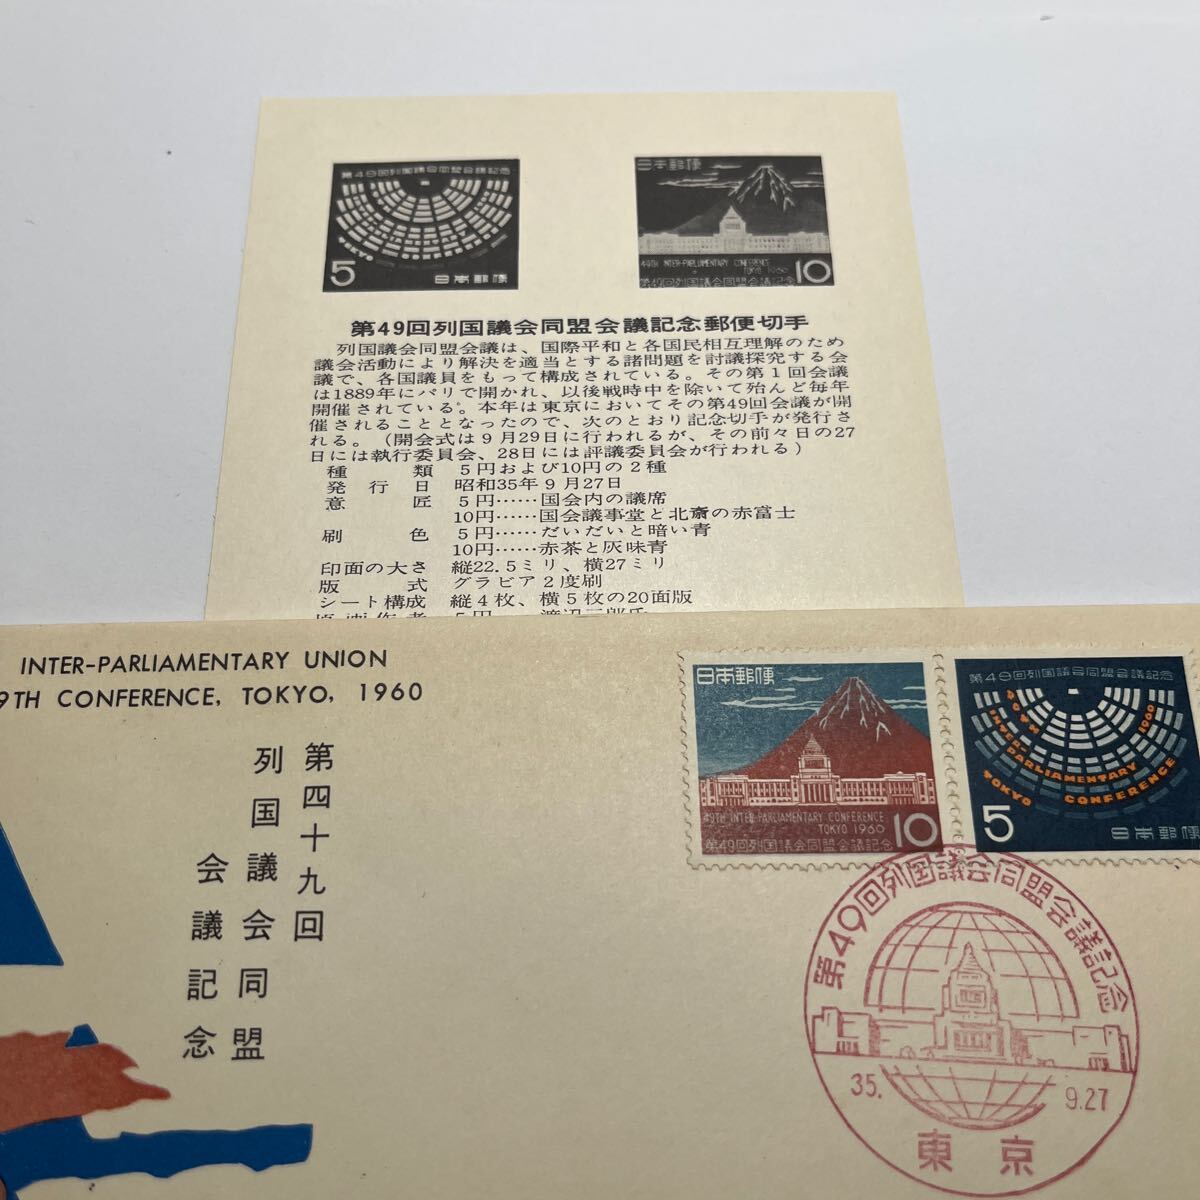 第49回列国議会同盟会議記念
TOKYO
5
日本郵便
日本郵便
49TH INTER-PARLIAMENTARY CONFERENCE
TOKYO 1960
10
第49回列国議会同盟会議記念
第49回列国議会同盟会議記念郵便切手
列国議会同盟会議は、国際平和と各国民相互理解のため
議会活動により解決を適当とする諸問題を討議探究する会
議で、各国議員をもって構成されている。その第1回会議
は1889年にパリで開かれ、以後戦時中を除いて殆んど毎年
開催されている。本年は東京においてその第49回会議が開
催されることとなったので、次のとおり記念切手が発行さ
れる。(開会式は9月29日に行われるが、その前々日の27
日には執行委員会、28日には評議委員会が行われる)
種類 5円および10円の2種
発行日 昭和35年9月27日
意匠 5円……国会内の議席
10円……国会議事堂と北斎の赤富士
刷色 5円……だいだいと暗い青
10円……赤茶と灰味青
印面の大きさ 縦22.5ミリ、横27ミリ
版式 グラビア2度刷
シート構成 縦4枚、横5枚の20面版
原画作者 5円……渡辺三郎氏
INTER-PARLIAMENTARY UNION
9TH CONFERENCE, TOKYO, 1960
第四十九回
列国議会同盟
会議記念
日本郵便
49TH INTER-PARLIAMENTARY CONFERENCE
TOKYO 1960
10
第49回列国議会同盟会議記念
第49回列国議会同盟会議記念
49TH
INTER-PARLIAMENTARY
CONFERENCE
TOKYO
1960
5
日本郵便
第49回列国議会同盟会議記念
35. 9.27
東京